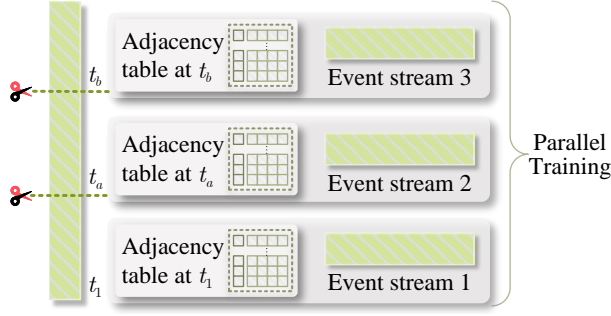 t_b
Adjacency
table at t_b
Event stream 3
t_a
Adjacency
table at t_a
Event stream 2
Parallel
Training
t_1
Adjacency
table at t_1
Event stream 1